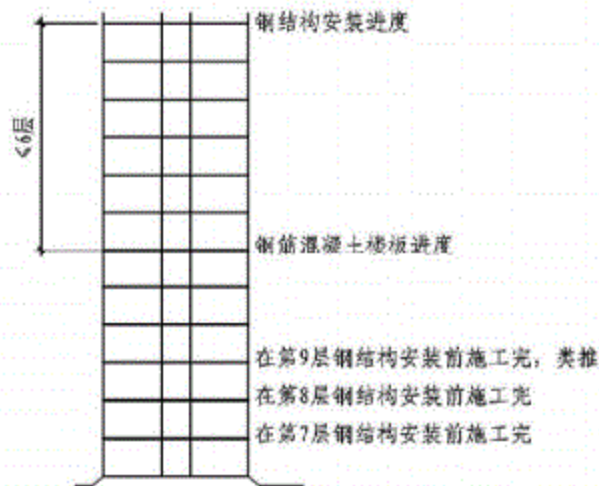 钢结构安装进度
≤6层
钢筋混凝土楼板进度
在第9层钢结构安装前施工完，类推
在第8层钢结构安装前施工完
在第7层钢结构安装前施工完